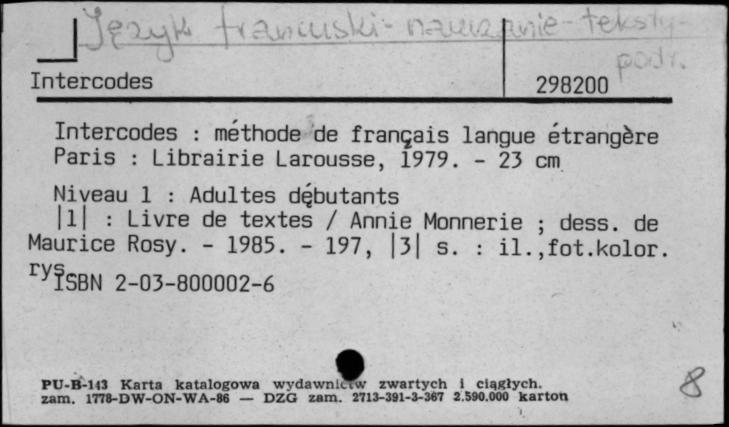 Język francuski - nauczanie - teksty -
podr.
Intercodes
298200
Intercodes : méthode de français langue étrangère
Paris : Librairie Larousse, 1979. - 23 cm
Niveau 1 : Adultes débutants
|1| : Livre de textes / Annie Monnerie ; dess. de
Maurice Rosy. - 1985. - 197, |3| s. : il.,fot.kolor.
rys.
ISBN 2-03-800002-6
PU-B-143 Karta katalogowa wydawnictw zwartych i ciągłych.
zam. 1778-DW-ON-WA-86 — DZG zam. 2713-391-3-367 2.590.000 karton
8